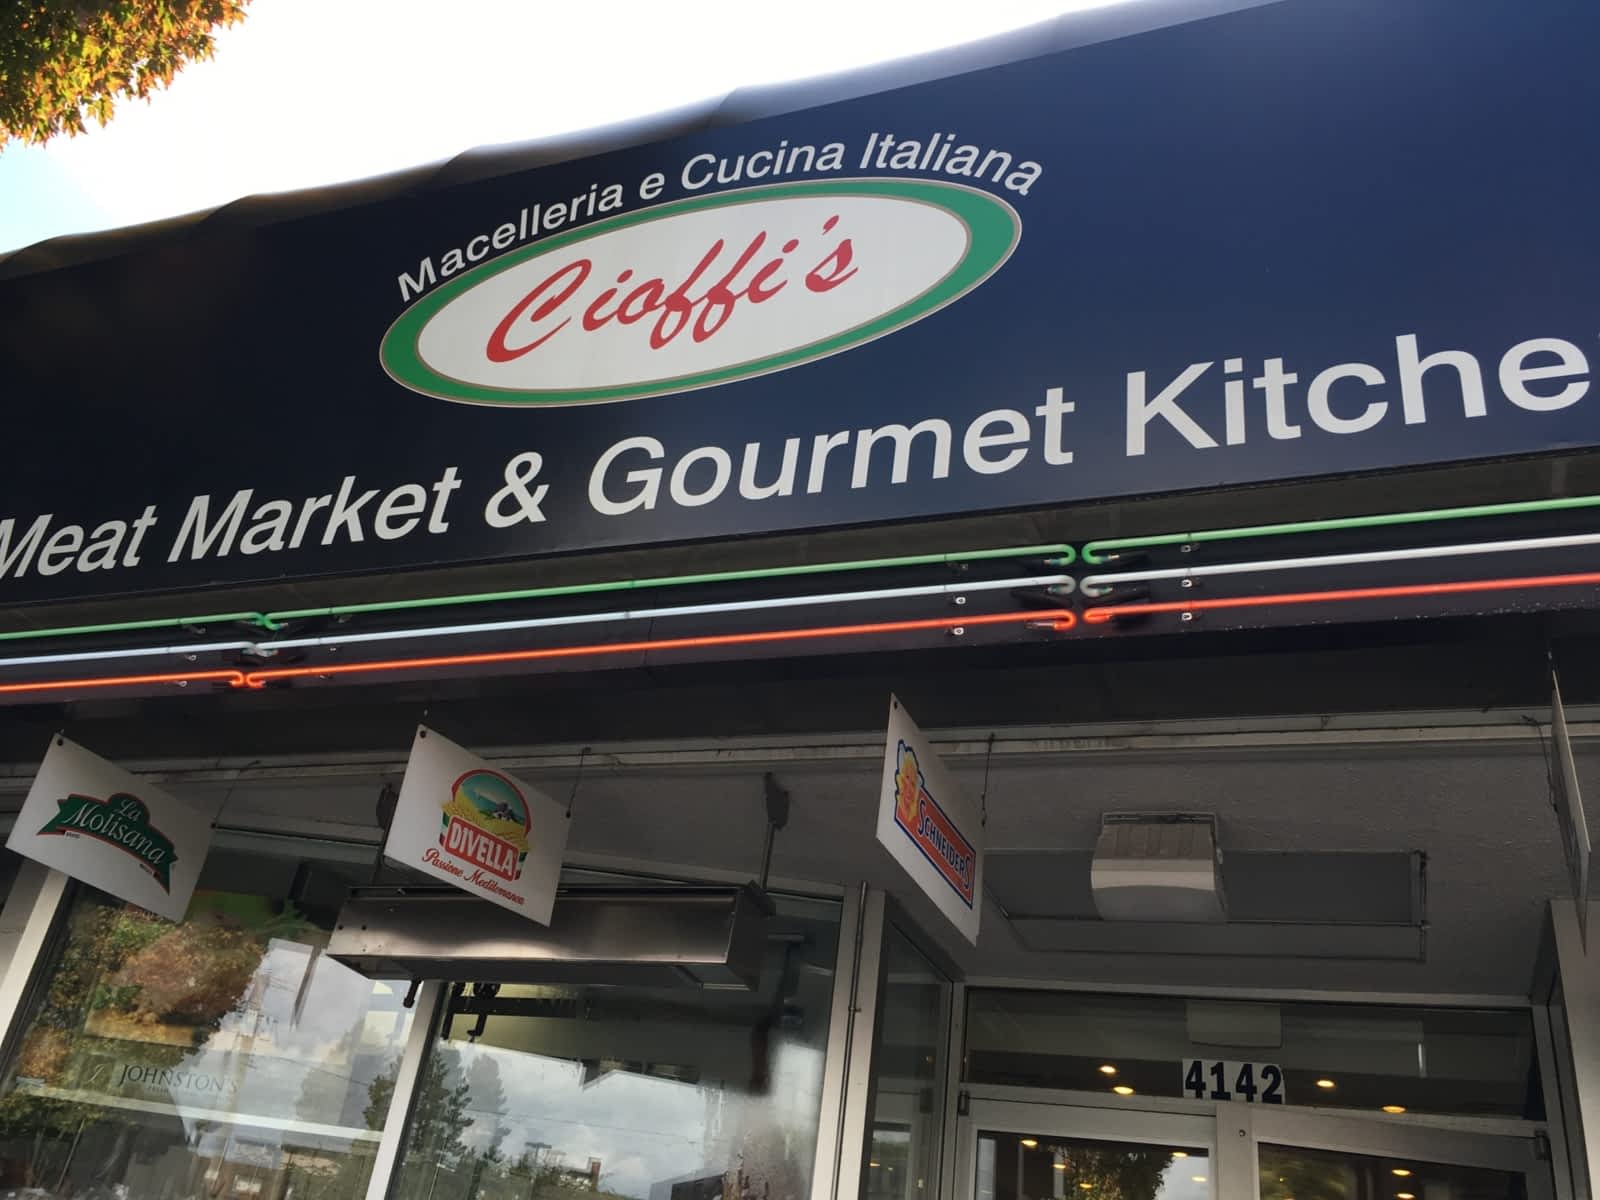 Macelleria e Cucina Italiana
Cioffi's
Meat Market & Gourmet Kitche
La
Molisana
DIVELLA
Passione Mediterranea
SCHNEIDERS
JOHNSTON'S
4142